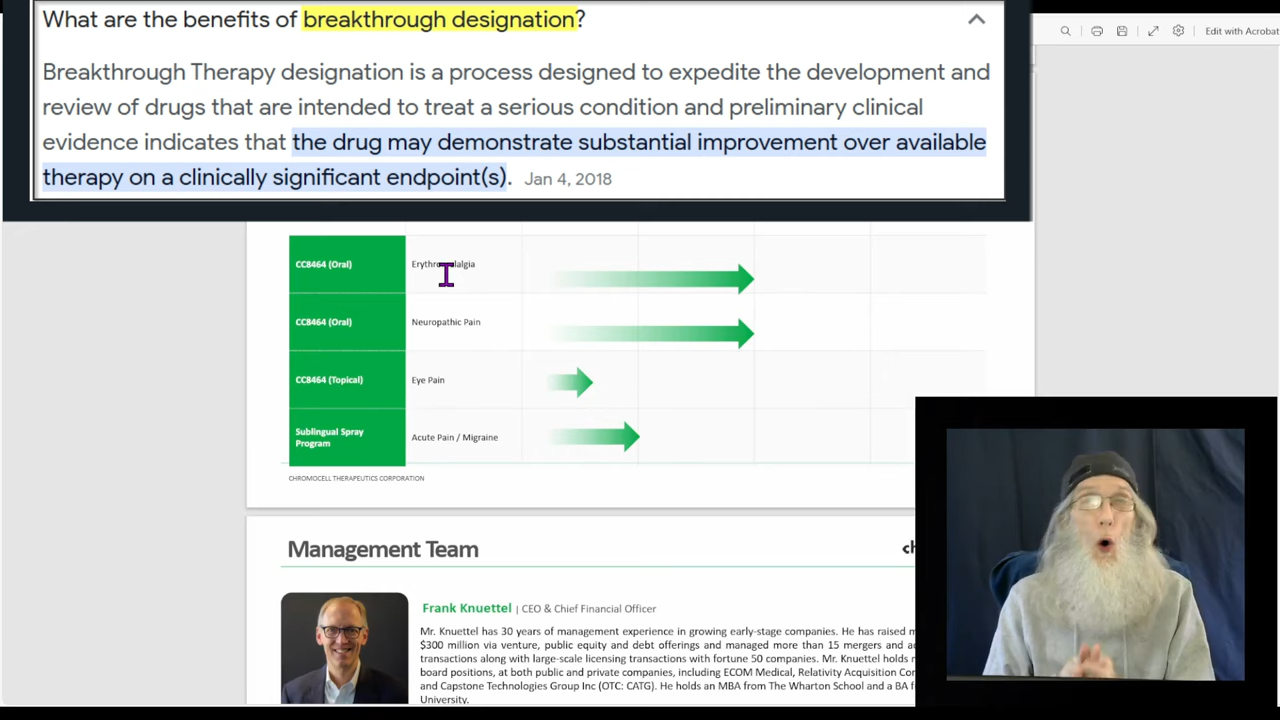 What are the benefits of breakthrough designation?
Breakthrough Therapy designation is a process designed to expedite the development and
review of drugs that are intended to treat a serious condition and preliminary clinical
evidence indicates that the drug may demonstrate substantial improvement over available
therapy on a clinically significant endpoint(s). Jan 4, 2018
Edit with Acrobat
CC8464 (Oral)
CC8464 (Oral) Neuropathic Pain
CC8464 (Topical) Eye Pain
Sublingual Spray
Program
Acute Pain / Migraine
CHROMOCELL THERAPEUTICS CORPORATION
Management Team
Frank Knuettel | CEO & Chief Financial Officer
Mr. Knuettel has 30 years of management experience in growing early-stage companies. He has raised
$300 million via venture, public equity and debt offerings and managed more than 15 mergers and
transactions along with large-scale licensing transactions with fortune 50 companies. Mr. Knuettel holds
board positions, at both public and private companies, including ECOM Medical, Relativity Acquisition
and Capstone Technologies Group Inc (OTC: CATG). He holds an MBA from The Wharton School and a BA
University.